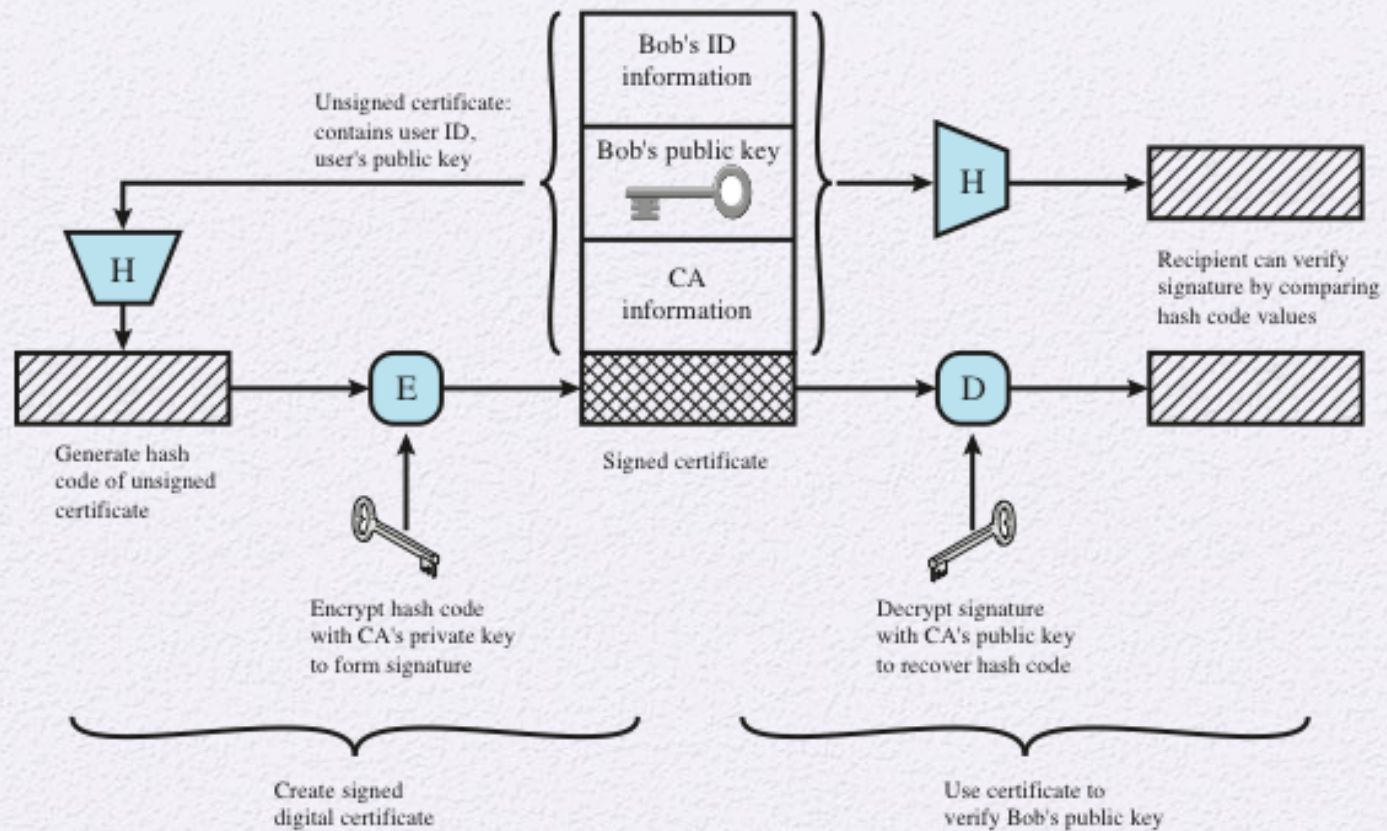 Bob's ID
information
Unsigned certificate:
contains user ID,
user's public key
Bob's public key
H
H
CA
information
Recipient can verify
signature by comparing
hash code values
E
D
Generate hash
code of unsigned
certificate
Signed certificate
Encrypt hash code
with CA's private key
to form signature
Decrypt signature
with CA's public key
to recover hash code
Create signed
digital certificate
Use certificate to
verify Bob's public key